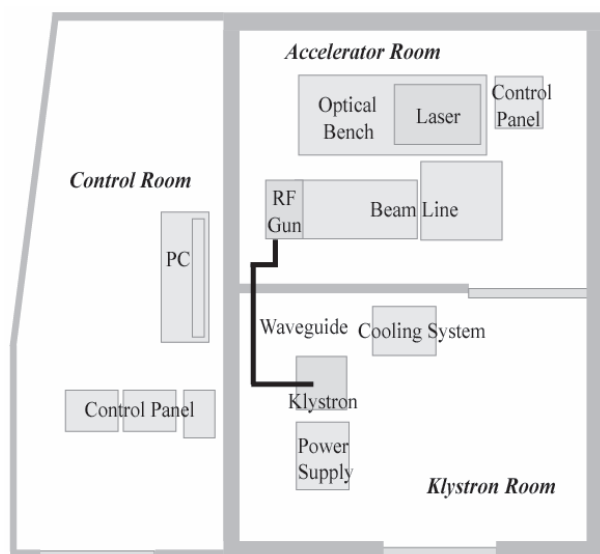 Accelerator Room
Optical
Bench
Laser
Control
Panel
Control Room
RF
Gun
Beam Line
PC
Waveguide
Cooling System
Klystron
Control Panel
Power
Supply
Klystron Room